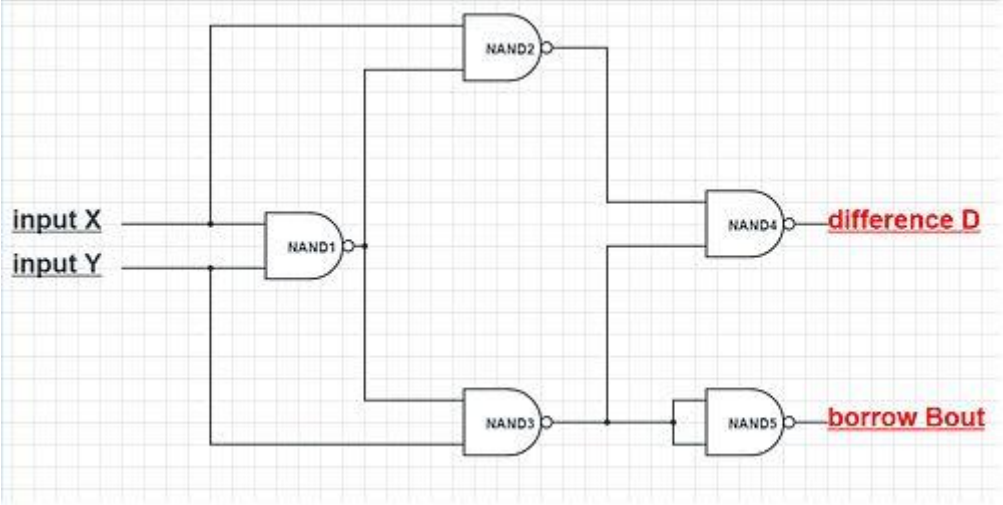 NAND2
input X
input Y
NAND1
NAND4
difference D
NAND3
NAND5
borrow Bout